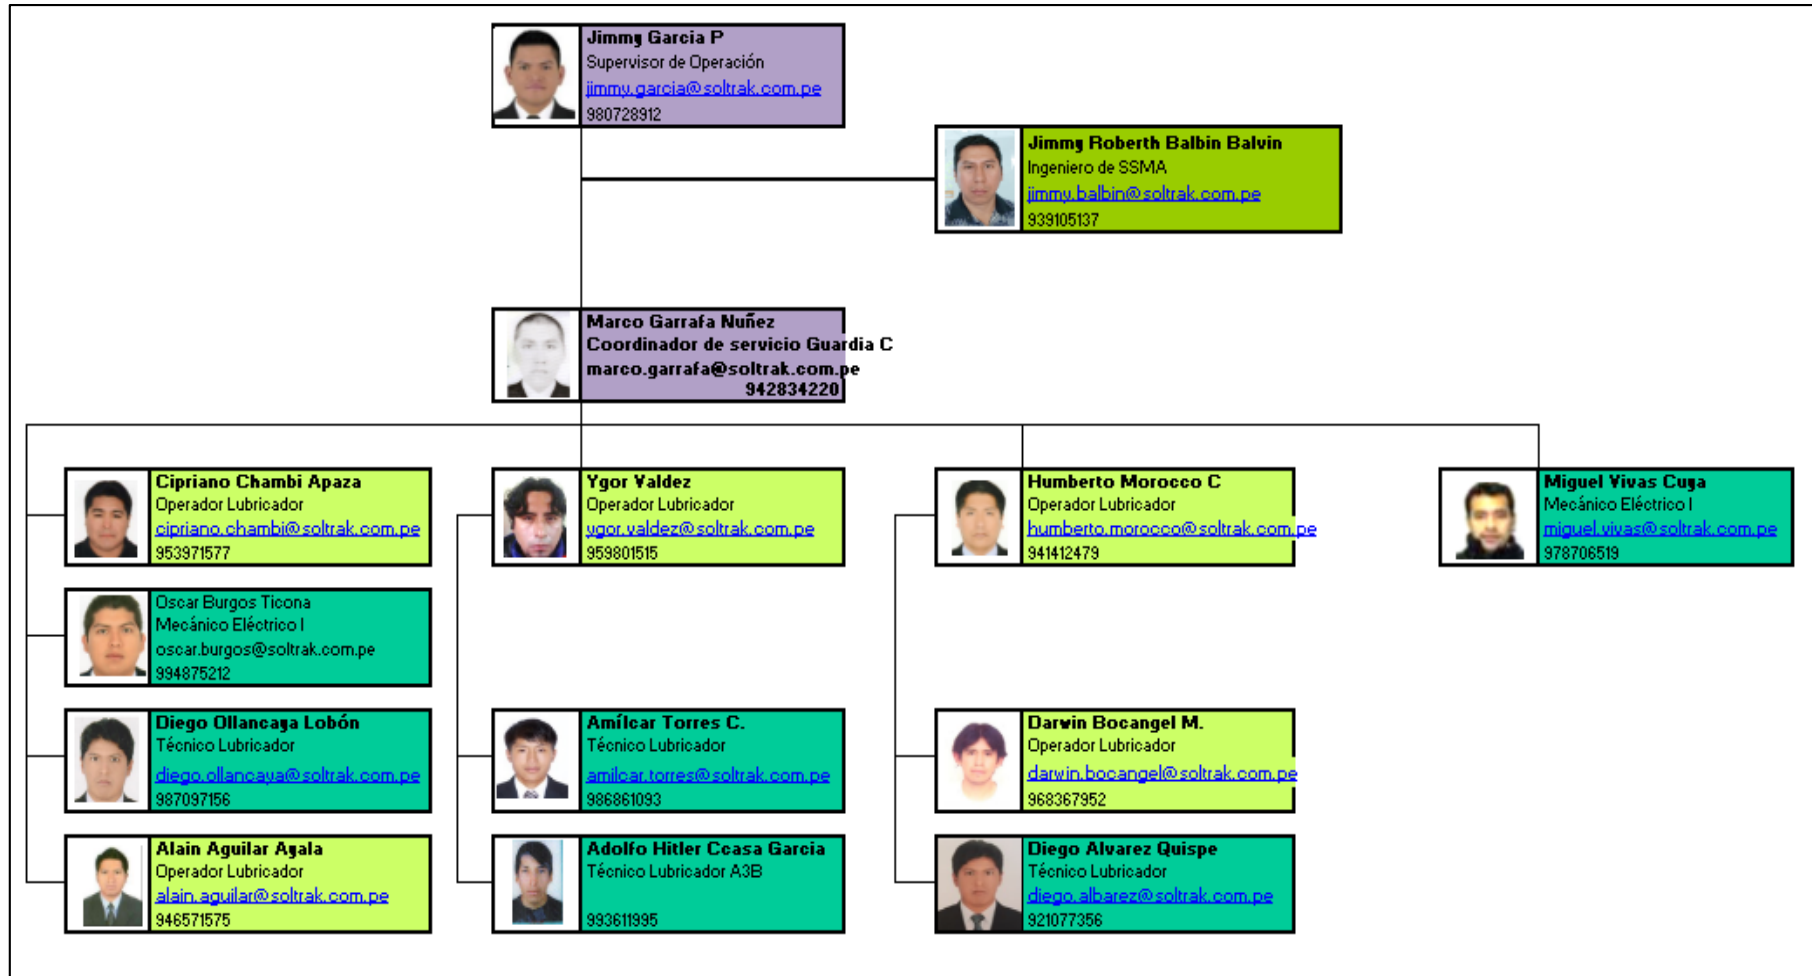 Jimmy Garcia P
Supervisor de Operación
jimmy.garcia@soltrak.com.pe
980728912
Jimmy Roberth Balbin Balvin
Ingeniero de SSMA
jimmy.balbin@soltrak.com.pe
939105137
Marco Garrafa Nuñez
Coordinador de servicio Guardia C
marco.garrafa@soltrak.com.pe
942834220
Cipriano Chambi Apaza
Operador Lubricador
cipriano.chambi@soltrak.com.pe
953971577
Ygor Valdez
Operador Lubricador
ygor.valdez@soltrak.com.pe
959801515
Humberto Morocco C
Operador Lubricador
humberto.morocco@soltrak.com.pe
941412479
Miguel Vivas Cuya
Mecánico Eléctrico I
miguel.vivas@soltrak.com.pe
978706519
Oscar Burgos Ticona
Mecánico Eléctrico I
oscar.burgos@soltrak.com.pe
994875212
Diego Ollancaya Lobón
Técnico Lubricador
diego.ollancaya@soltrak.com.pe
987097156
Amílcar Torres C.
Técnico Lubricador
amilcar.torres@soltrak.com.pe
986861093
Darwin Bocangel M.
Operador Lubricador
darwin.bocangel@soltrak.com.pe
968367952
Alain Aguilar Ayala
Operador Lubricador
alain.aguilar@soltrak.com.pe
946571575
Adolfo Hitler Ccasa Garcia
Técnico Lubricador A3B
993611995
Diego Alvarez Quispe
Técnico Lubricador
diego.albarez@soltrak.com.pe
921077356